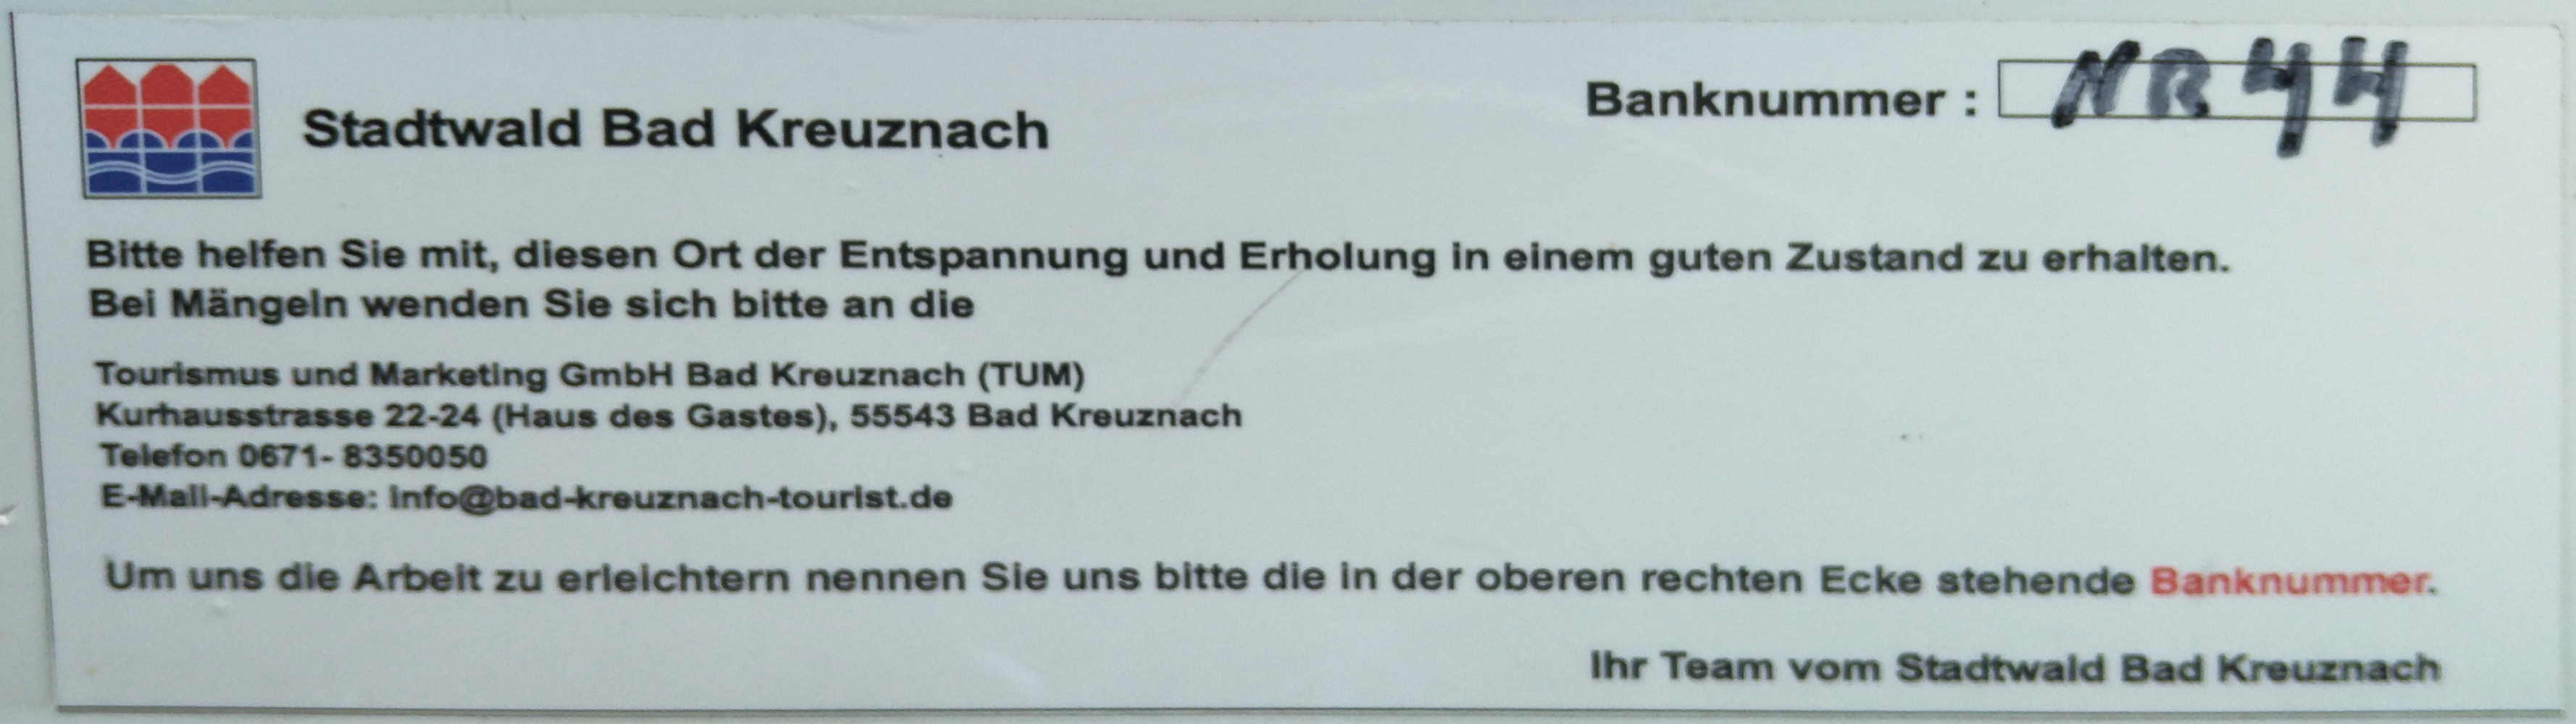 Stadtwald Bad Kreuznach
Banknummer : NR 44
Bitte helfen Sie mit, diesen Ort der Entspannung und Erholung in einem guten Zustand zu erhalten.
Bei Mängeln wenden Sie sich bitte an die
Tourismus und Marketing GmbH Bad Kreuznach (TUM)
Kurhausstrasse 22-24 (Haus des Gastes), 55543 Bad Kreuznach
Telefon 0671- 8350050
E-Mail-Adresse: info@bad-kreuznach-tourist.de
Um uns die Arbeit zu erleichtern nennen Sie uns bitte die in der oberen rechten Ecke stehende Banknummer.
Ihr Team vom Stadtwald Bad Kreuznach